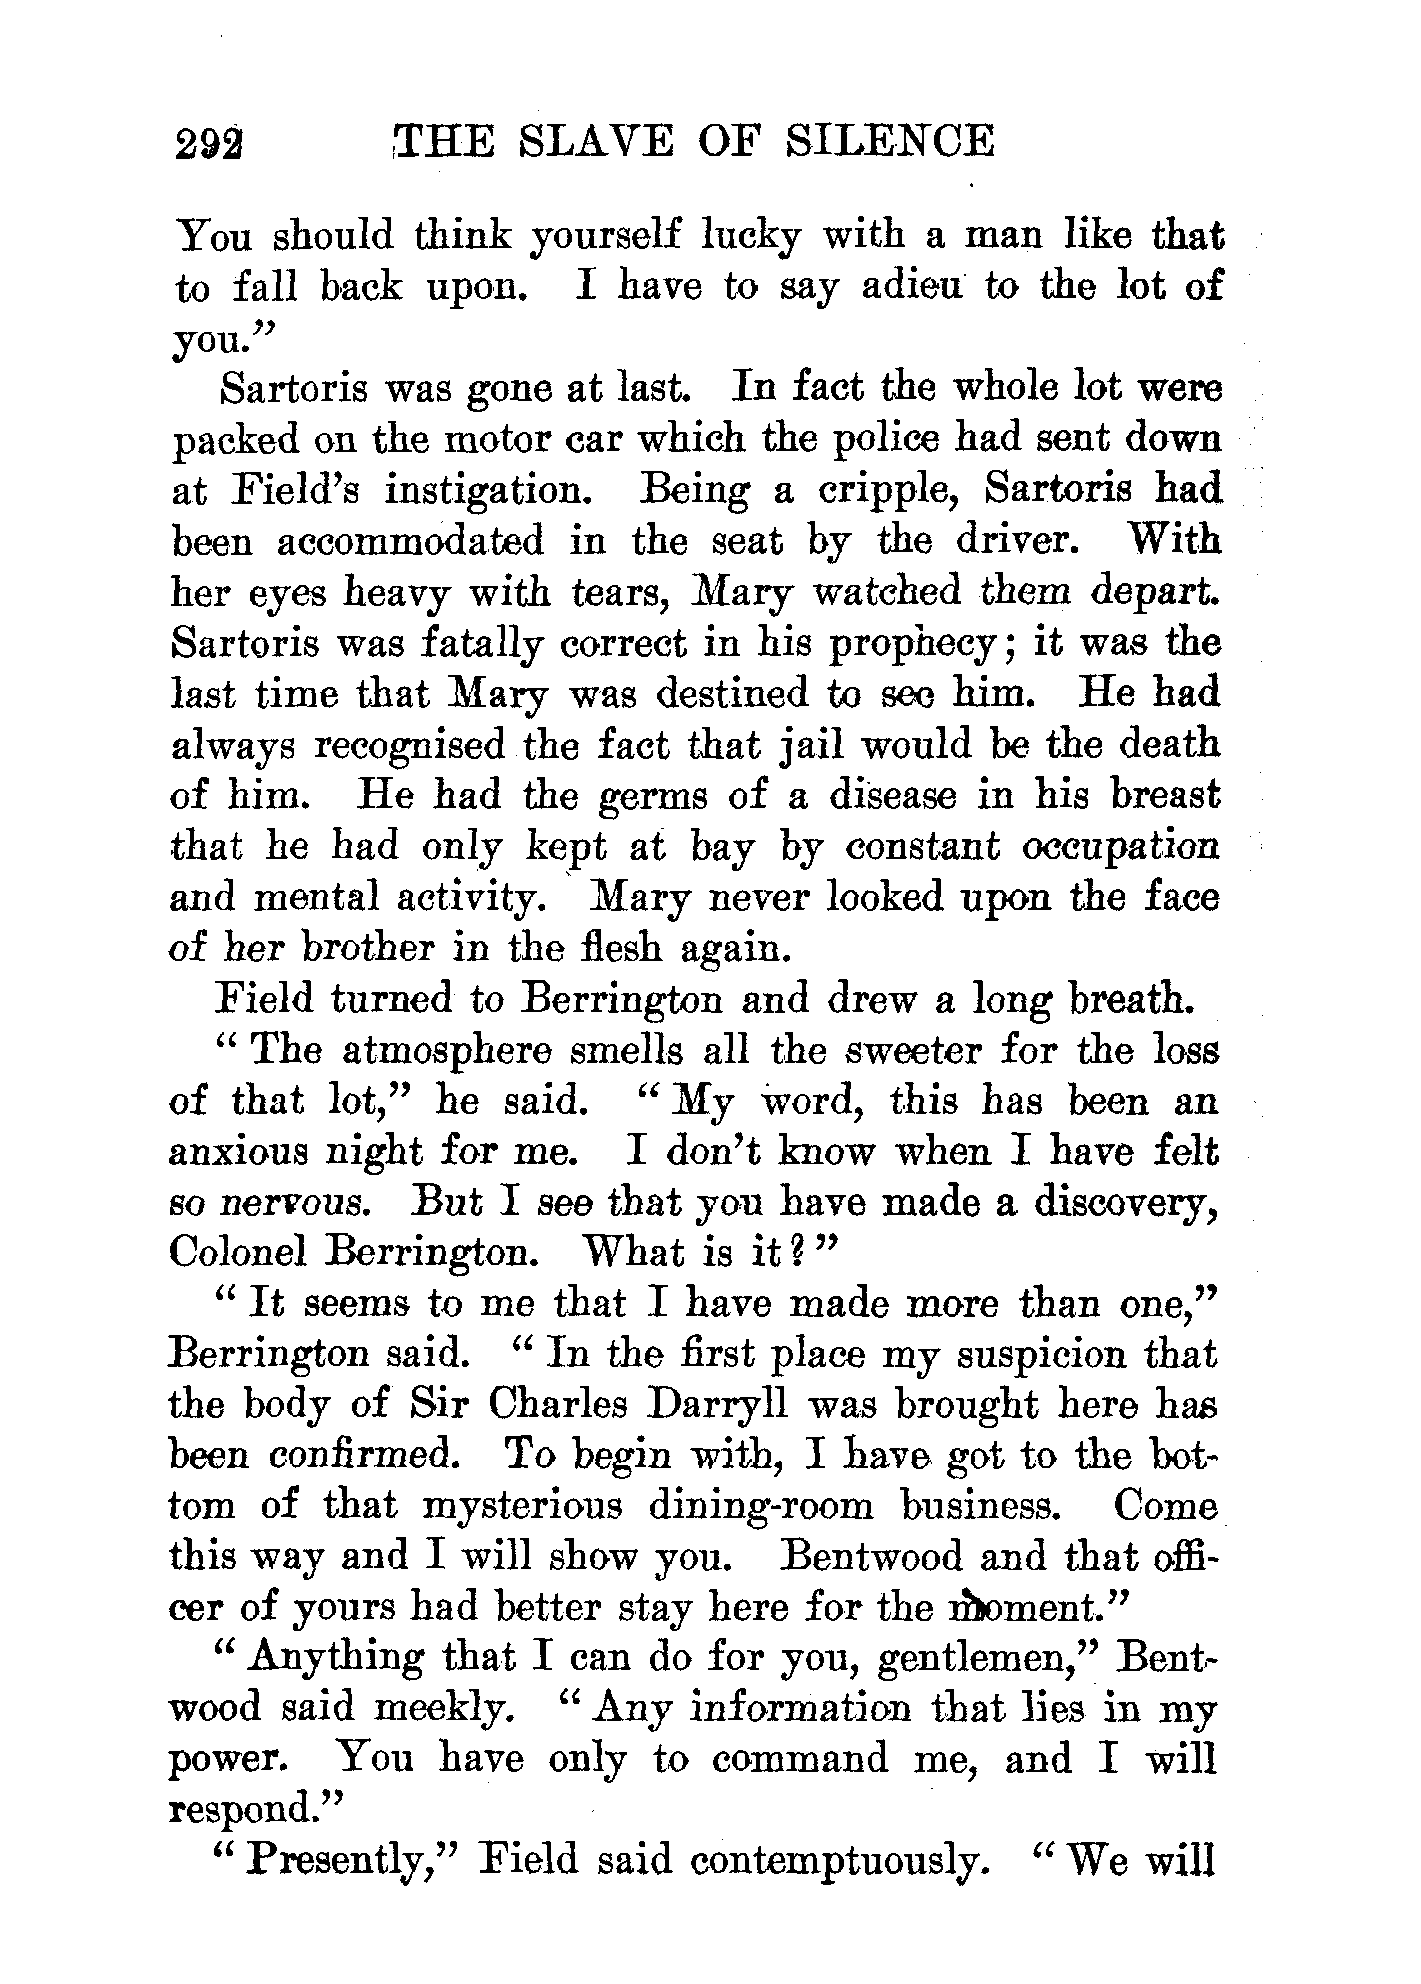 292 THE SLAVE OF SILENCE
You should think yourself lucky with a man like that
to fall back upon. I have to say adieu to the lot of
you.”
Sartoris was gone at last. In fact the whole lot were
packed on the motor car which the police had sent down
at Field’s instigation. Being a cripple, Sartoris had
been accommodated in the seat by the driver. With
her eyes heavy with tears, Mary watched them depart.
Sartoris was fatally correct in his prophecy; it was the
last time that Mary was destined to see him. He had
always recognised the fact that jail would be the death
of him. He had the germs of a disease in his breast
that he had only kept at bay by constant occupation
and mental activity. Mary never looked upon the face
of her brother in the flesh again.
Field turned to Berrington and drew a long breath.
“ The atmosphere smells all the sweeter for the loss
of that lot,” he said. “ My word, this has been an
anxious night for me. I don’t know when I have felt
so nervous. But I see that you have made a discovery,
Colonel Berrington. What is it? ”
“ It seems to me that I have made more than one,”
Berrington said. “ In the first place my suspicion that
the body of Sir Charles Darryll was brought here has
been confirmed. To begin with, I have got to the bot-
tom of that mysterious dining-room business. Come
this way and I will show you. Bentwood and that offi-
cer of yours had better stay here for the moment.”
“ Anything that I can do for you, gentlemen,” Bent-
wood said meekly. “ Any information that lies in my
power. You have only to command me, and I will
respond.”
“ Presently,” Field said contemptuously. “ We will